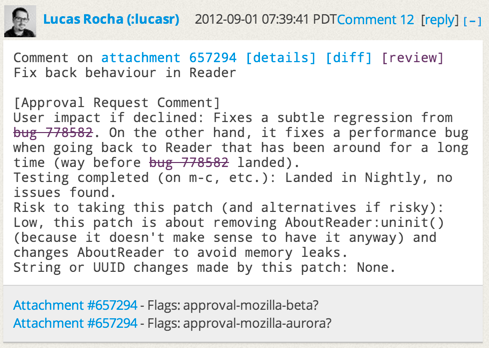 Lucas Rocha (:lucasr) 2012-09-01 07:39:41 PDT Comment 12 [reply] [−]
Comment on attachment 657294 [details] [diff] [review]
Fix back behaviour in Reader
[Approval Request Comment]
User impact if declined: Fixes a subtle regression from
bug 778582. On the other hand, it fixes a performance bug
when going back to Reader that has been around for a long
time (way before bug 778582 landed).
Testing completed (on m-c, etc.): Landed in Nightly, no
issues found.
Risk to taking this patch (and alternatives if risky):
Low, this patch is about removing AboutReader:uninit()
(because it doesn't make sense to have it anyway) and
changes AboutReader to avoid memory leaks.
String or UUID changes made by this patch: None.
Attachment #657294 - Flags: approval-mozilla-beta?
Attachment #657294 - Flags: approval-mozilla-aurora?